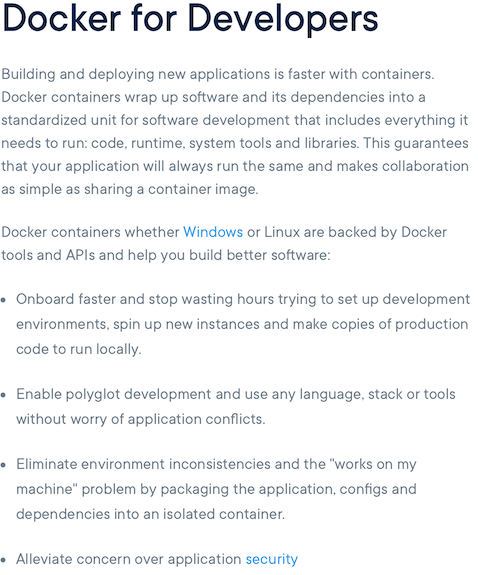 Docker for Developers
Building and deploying new applications is faster with containers.
Docker containers wrap up software and its dependencies into a
standardized unit for software development that includes everything it
needs to run: code, runtime, system tools and libraries. This guarantees
that your application will always run the same and makes collaboration
as simple as sharing a container image.
Docker containers whether Windows or Linux are backed by Docker
tools and APIs and help you build better software:
• Onboard faster and stop wasting hours trying to set up development
environments, spin up new instances and make copies of production
code to run locally.
• Enable polyglot development and use any language, stack or tools
without worry of application conflicts.
• Eliminate environment inconsistencies and the "works on my
machine" problem by packaging the application, configs and
dependencies into an isolated container.
• Alleviate concern over application security